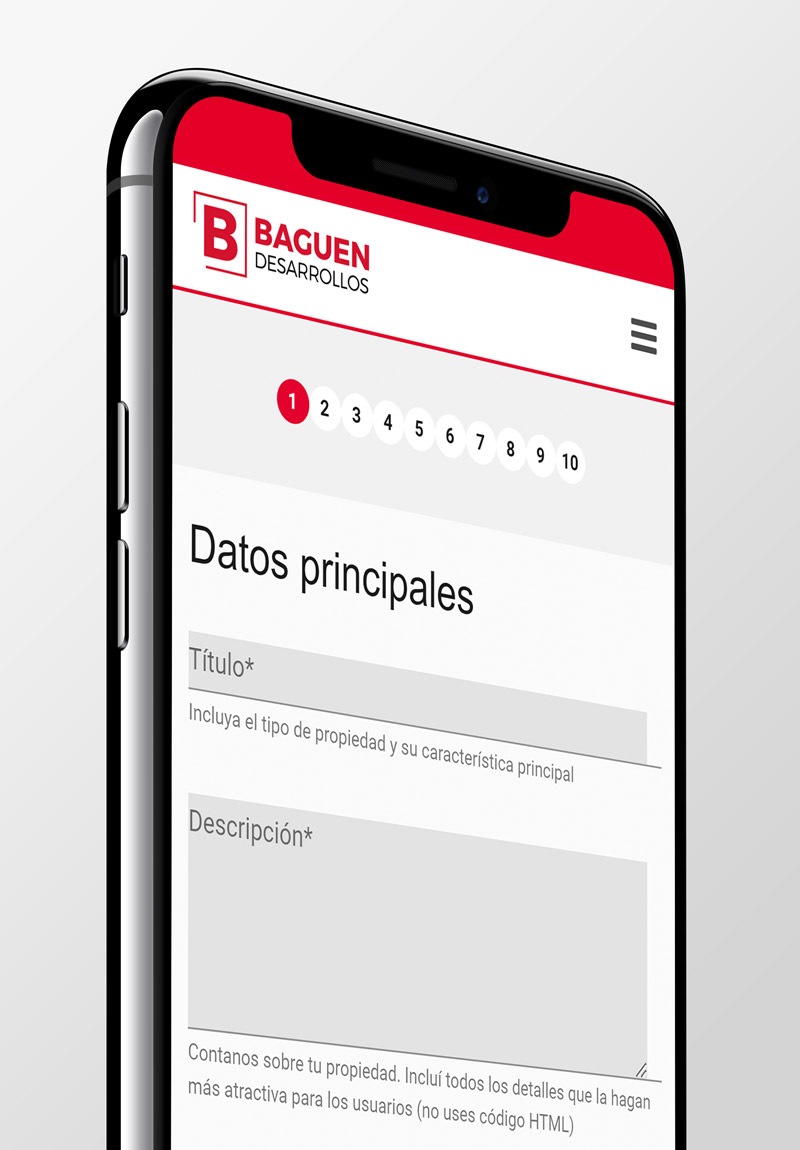 B
BAGUEN
DESARROLLOS
1 2 3 4 5 6 7 8 9 10
Datos principales
Título*
Incluya el tipo de propiedad y su característica principal
Descripción*
Contanos sobre tu propiedad. Incluí todos los detalles que la hagan
más atractiva para los usuarios (no uses código HTML)